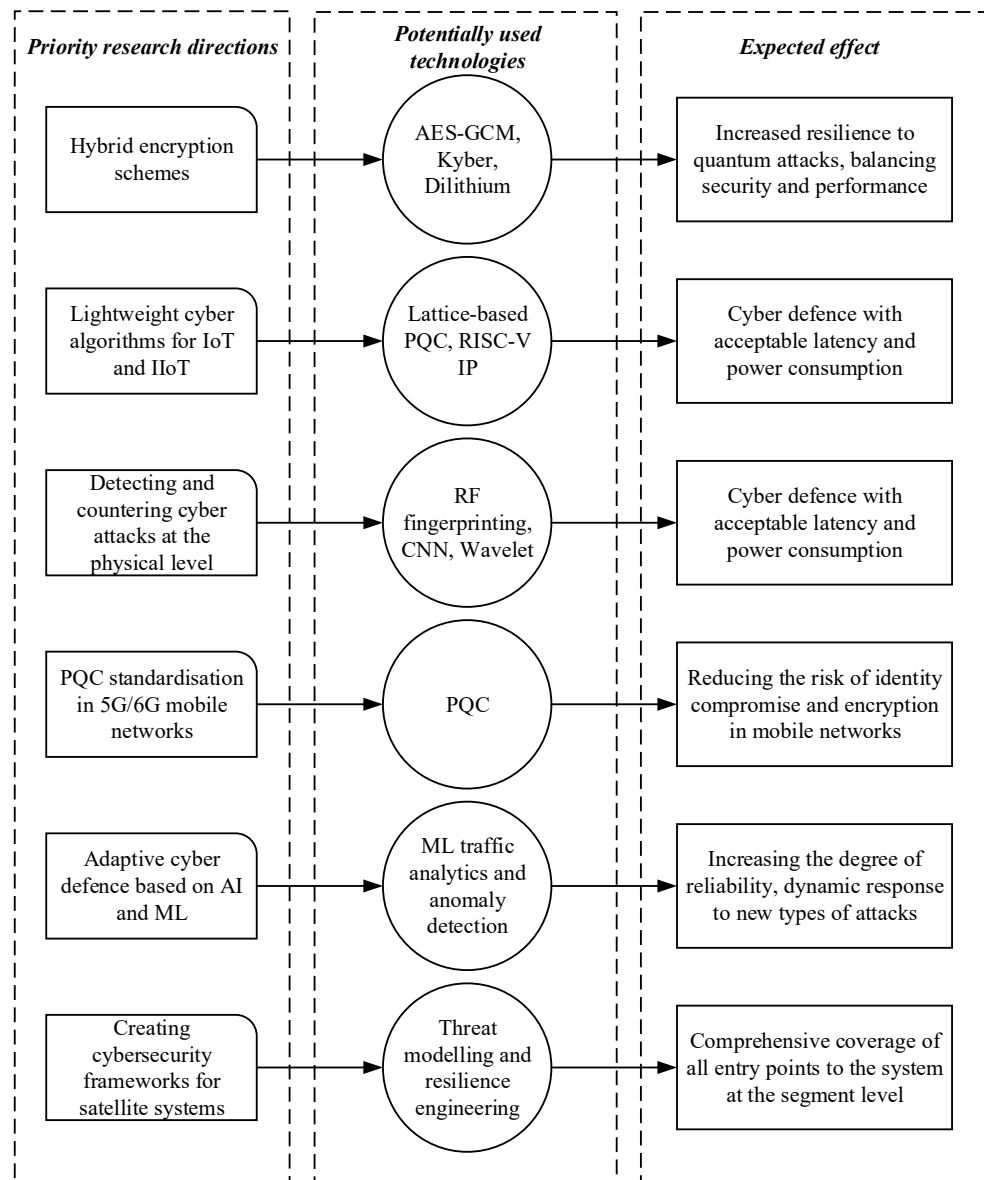 Priority research directions
Potentially used
technologies
Expected effect
Hybrid encryption
schemes
AES-GCM,
Kyber,
Dilithium
Increased resilience to
quantum attacks, balancing
security and performance
Lightweight cyber
algorithms for IoT
and IIoT
Lattice-based
PQC, RISC-V
IP
Cyber defence with
acceptable latency and
power consumption
Detecting and
countering cyber
attacks at the
physical level
RF
fingerprinting,
CNN, Wavelet
Cyber defence with
acceptable latency and
power consumption
PQC standardisation
in 5G/6G mobile
networks
PQC
Reducing the risk of identity
compromise and encryption
in mobile networks
Adaptive cyber
defence based on AI
and ML
ML traffic
analytics and
anomaly
detection
Increasing the degree of
reliability, dynamic response
to new types of attacks
Creating
cybersecurity
frameworks for
satellite systems
Threat
modelling and
resilience
engineering
Comprehensive coverage of
all entry points to the system
at the segment level